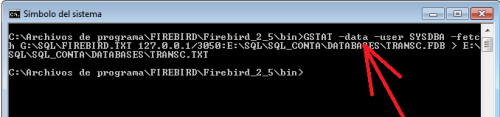 Símbolo del sistema
C:\Archivos de programa\FIREBIRD\Firebird_2_5\bin>GSTAT -data -user SYSDBA -fetc
h G:\SQL\FIREBIRD.TXT 127.0.0.1/3050:E:\SQL\SQL_CONTA\DATABASES\TRANSC.FDB > E:\
SQL\SQL_CONTA\DATABASES\TRANSC.TXT
C:\Archivos de programa\FIREBIRD\Firebird_2_5\bin>